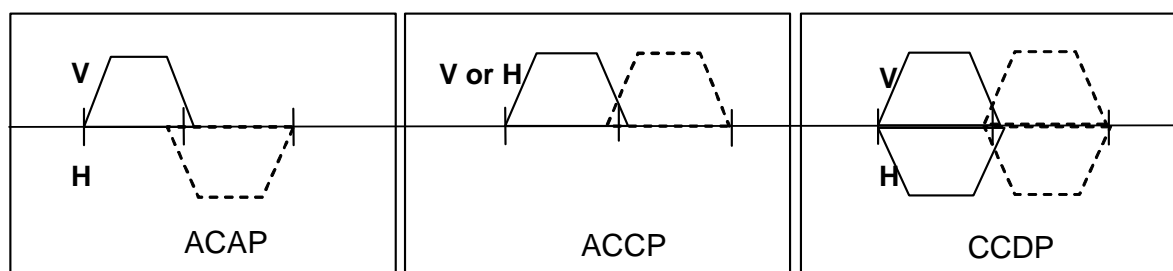 V
H
ACAP
V or H
ACCP
V
H
CCDP